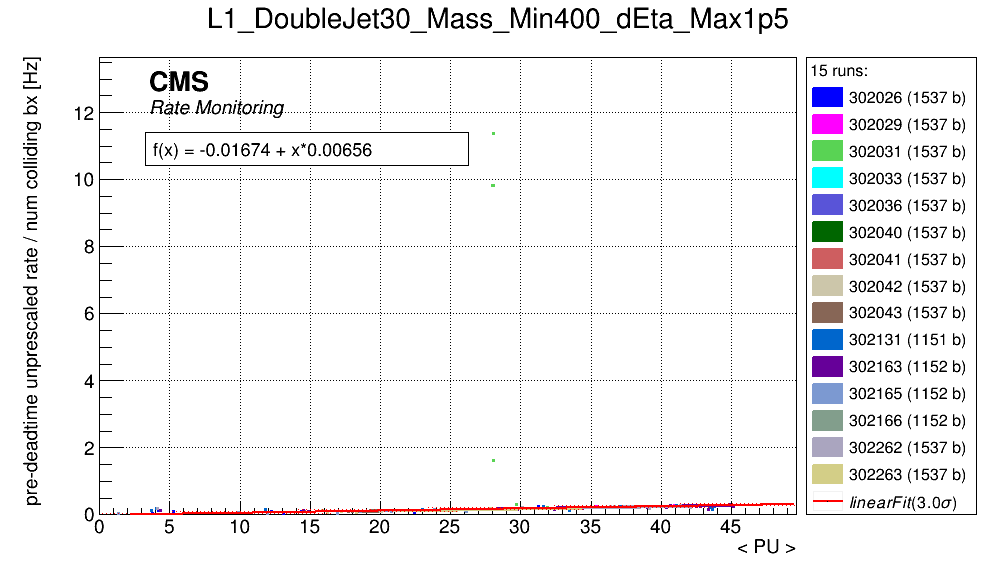 L1_DoubleJet30_Mass_Min400_dEta_Max1p5
pre-deadtime unprescaled rate / num colliding bx [Hz]
CMS
Rate Monitoring
f(x) = -0.01674 + x*0.00656
12
10
8
6
4
2
0
0 5 10 15 20 25 30 35 40 45
< PU >
15 runs:
302026 (1537 b)
302029 (1537 b)
302031 (1537 b)
302033 (1537 b)
302036 (1537 b)
302040 (1537 b)
302041 (1537 b)
302042 (1537 b)
302043 (1537 b)
302131 (1151 b)
302163 (1152 b)
302165 (1152 b)
302166 (1152 b)
302262 (1537 b)
302263 (1537 b)
linearFit(3.0σ)